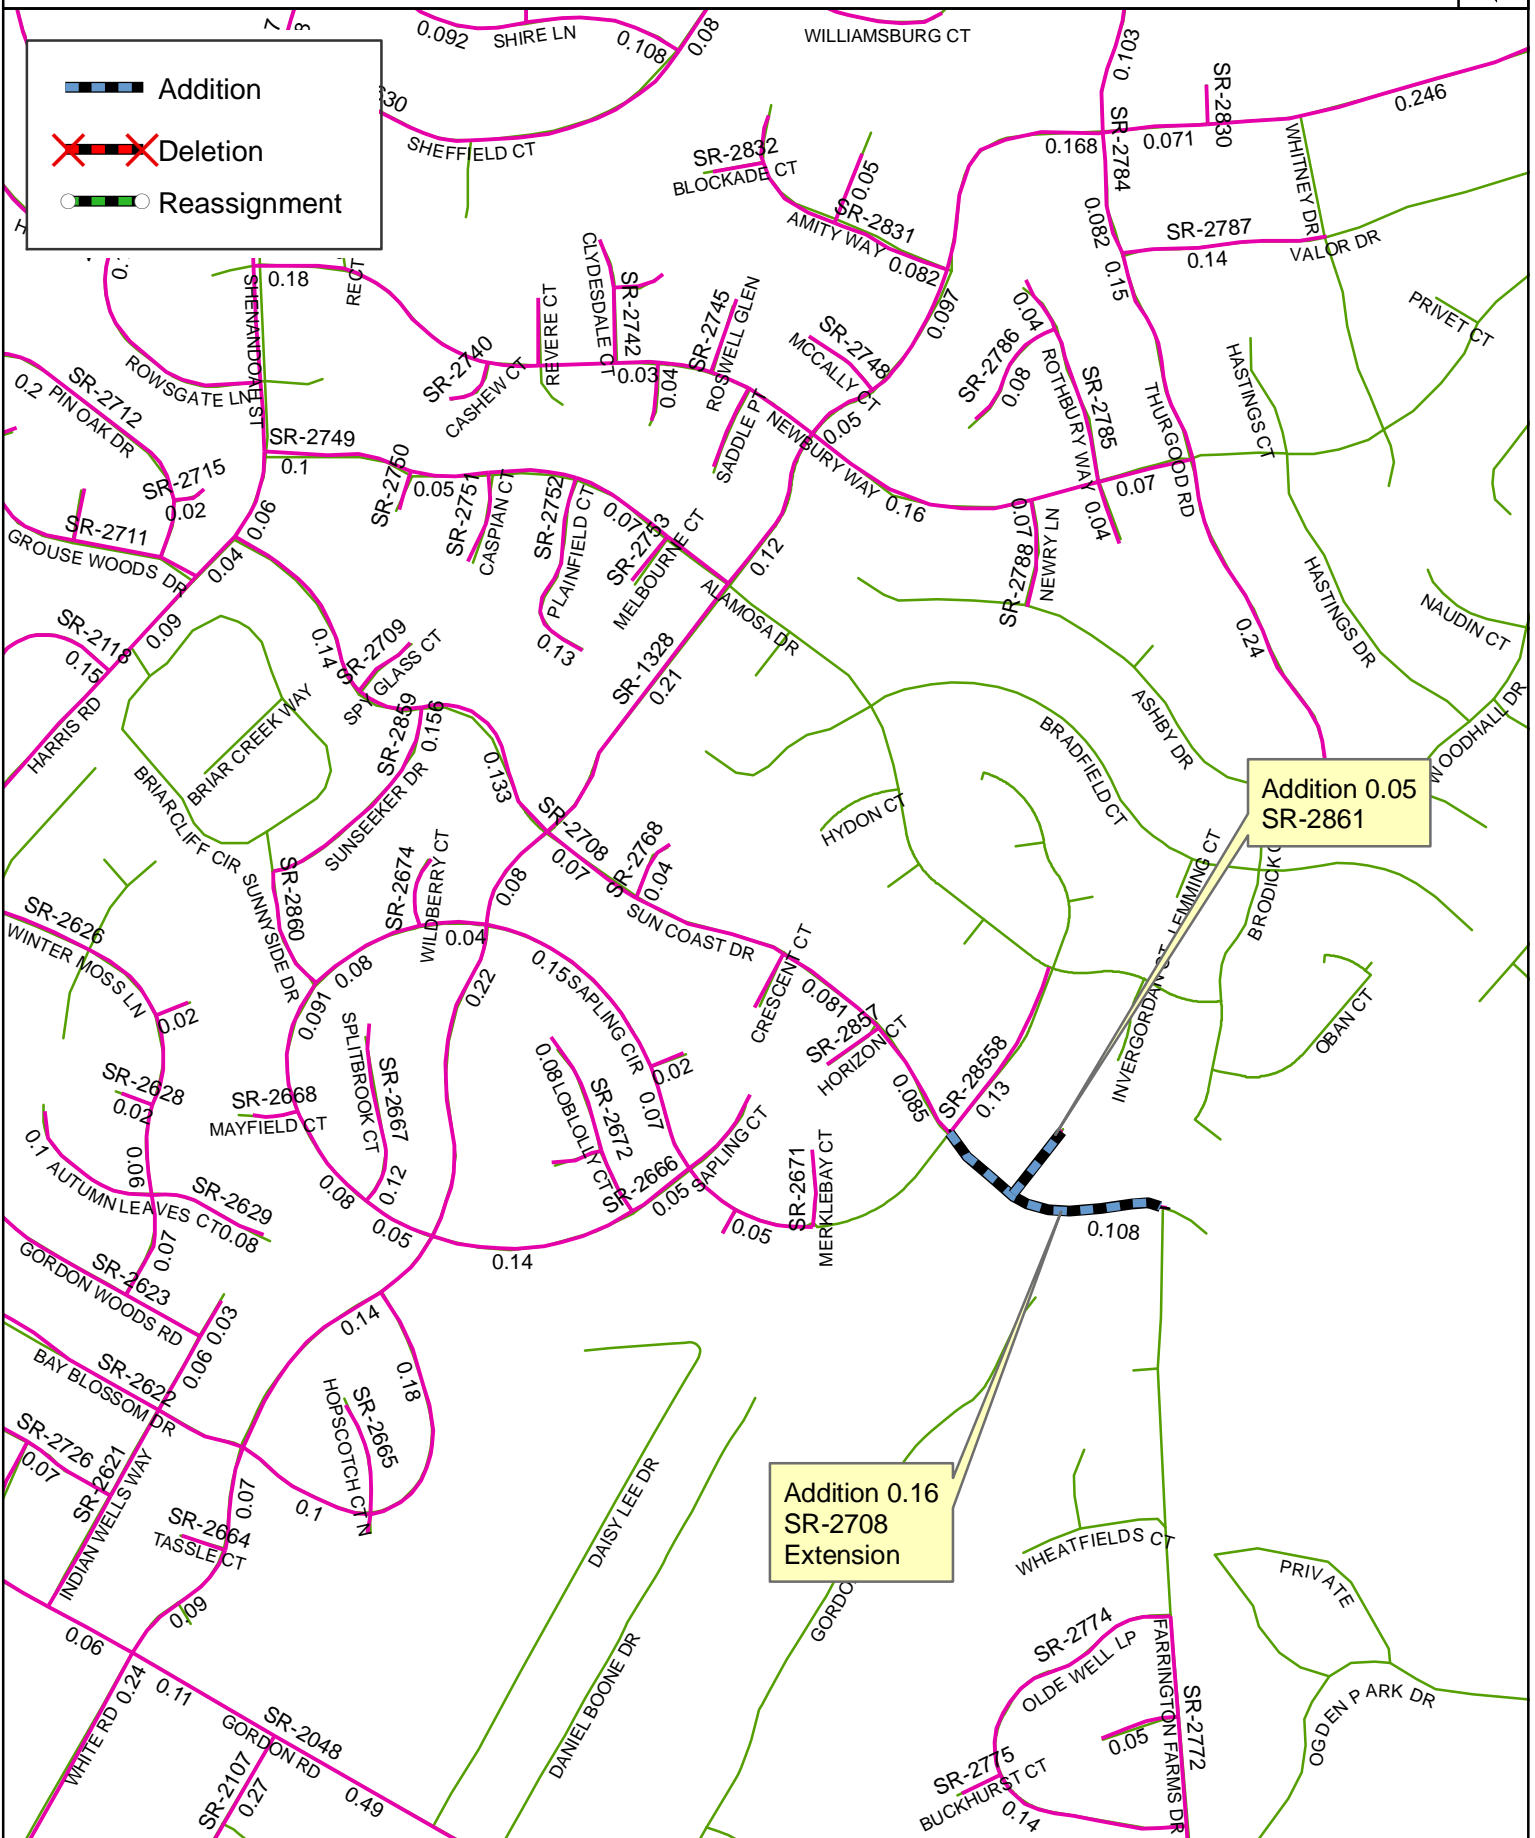 0.092
SHIRE LN
0.108
0.08
WILLIAMSBURG CT
0.103
Addition
Deletion
Reassignment
SHEFFIELD CT
SR-2832
BLOCKADE CT
0.05
SR-2831
AMITY WAY
0.082
0.168
SR-2784
0.071
SR-2830
0.246
WHITNEY DR
0.082
SR-2787
0.14
VALOR DR
0.15
0.097
PRIVET CT
0.18
RECT
SHENANDOAH ST
CLYDESDALE CT
SR-2742
REVERE CT
SR-2745
ROSWELL GLEN
SR-2748
MCCALLY CT
SR-2740
CASHEW CT
0.03
0.04
SADDLE PT
NEWBURY WAY
0.05
0.16
0.04
SR-2786
0.08
ROTHBURY WAY
SR-2785
THURGOOD RD
HASTINGS CT
0.07
0.04
ROWSGATE LN
0.2
SR-2712
PIN OAK DR
SR-2715
0.02
SR-2711
GROUSE WOODS DR
SR-2749
0.1
SR-2750
0.05
SR-2751
CASPIAN CT
SR-2752
PLAINFIELD CT
0.13
0.07
SR-2753
MELBOURNE CT
ALAMOSA DR
0.12
0.06
0.04
0.09
0.07
SR-2788
NEWRY LN
0.24
HASTINGS DR
NAUDIN CT
WOODHALL DR
SR-2118
0.15
HARRIS RD
0.14
SR-2709
SPY GLASS CT
SR-1328
0.21
SR-2859
0.156
0.133
BRIAR CREEK WAY
BRIARCLIFF CIR
SUNSEEKER DR
ASHBY DR
BRADFIELD CT
HYDON CT
Addition 0.05
SR-2861
SR-2708
0.07
SR-2768
0.04
SUN COAST DR
SR-2674
WILDBERRY CT
0.08
0.04
SR-2860
SUNNYSIDE DR
SR-2626
WINTER MOSS LN
0.02
0.08
0.091
0.22
0.15
SAPLING CIR
CRESCENT CT
0.081
SR-2857
HORIZON CT
0.085
SR-28558
0.13
INVERGORDAN CT
LEMMING CT
OBAN CT
SR-2628
0.02
0.06
SR-2668
MAYFIELD CT
SPLITBROOK CT
SR-2667
0.12
0.08
LOBLOLLY CT
SR-2672
0.02
0.07
SR-2666
0.05
SAPLING CT
SR-2671
MERKLEBAY CT
0.05
0.1
AUTUMN LEAVES CT
SR-2629
0.08
0.07
0.08
0.05
0.14
0.108
SR-2623
GORDON WOODS RD
0.03
0.06
SR-2622
BAY BLOSSOM DR
0.14
0.18
HOPSCOTCH CT N
SR-2665
SR-2726
0.07
SR-2621
INDIAN WELLS WAY
0.07
0.1
SR-2664
TASSLE CT
DAISY LEE DR
DANIEL BOONE DR
Addition 0.16
SR-2708
Extension
WHEATFIELDS CT
PRIVATE
0.09
0.06
0.24
0.11
WHITE RD
SR-2048
GORDON RD
SR-2107
0.27
0.49
SR-2774
OLDE WELL LP
FARRINGTON FARMS DR
SR-2772
0.05
SR-2775
BUCKHURST CT
0.14
OGDEN PARK DR